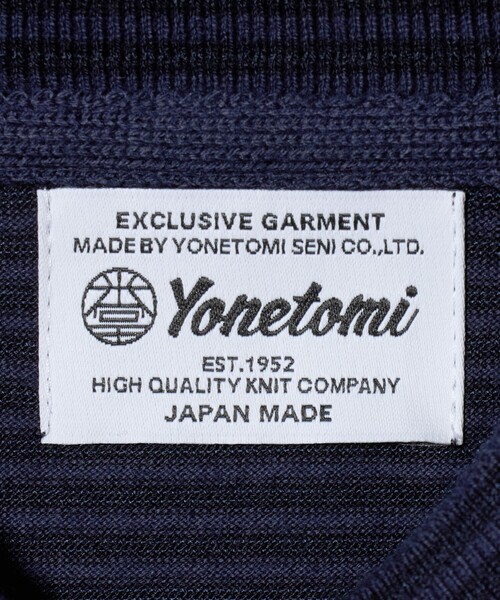 EXCLUSIVE GARMENT
MADE BY YONETOMI SENI CO.,LTD.
Yonetomi
EST.1952
HIGH QUALITY KNIT COMPANY
JAPAN MADE